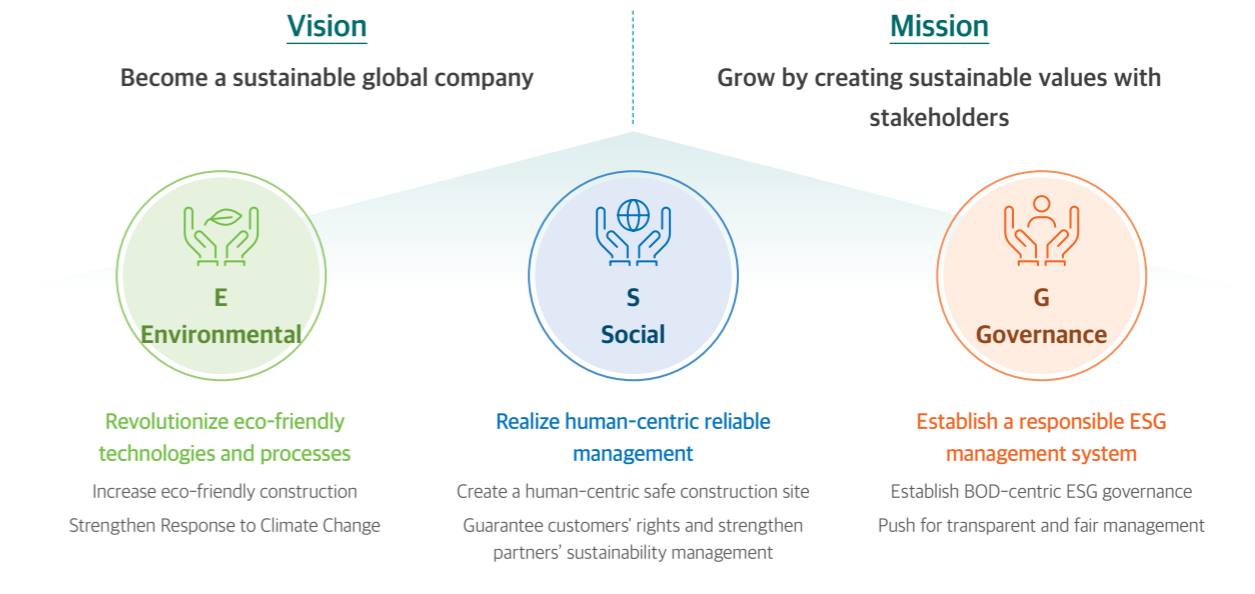 Vision
Become a sustainable global company
Mission
Grow by creating sustainable values with
stakeholders
E
Environmental
Revolutionize eco-friendly
technologies and processes
Increase eco-friendly construction
Strengthen Response to Climate Change
S
Social
Realize human-centric reliable
management
Create a human-centric safe construction site
Guarantee customers' rights and strengthen
partners' sustainability management
G
Governance
Establish a responsible ESG
management system
Establish BOD-centric ESG governance
Push for transparent and fair management